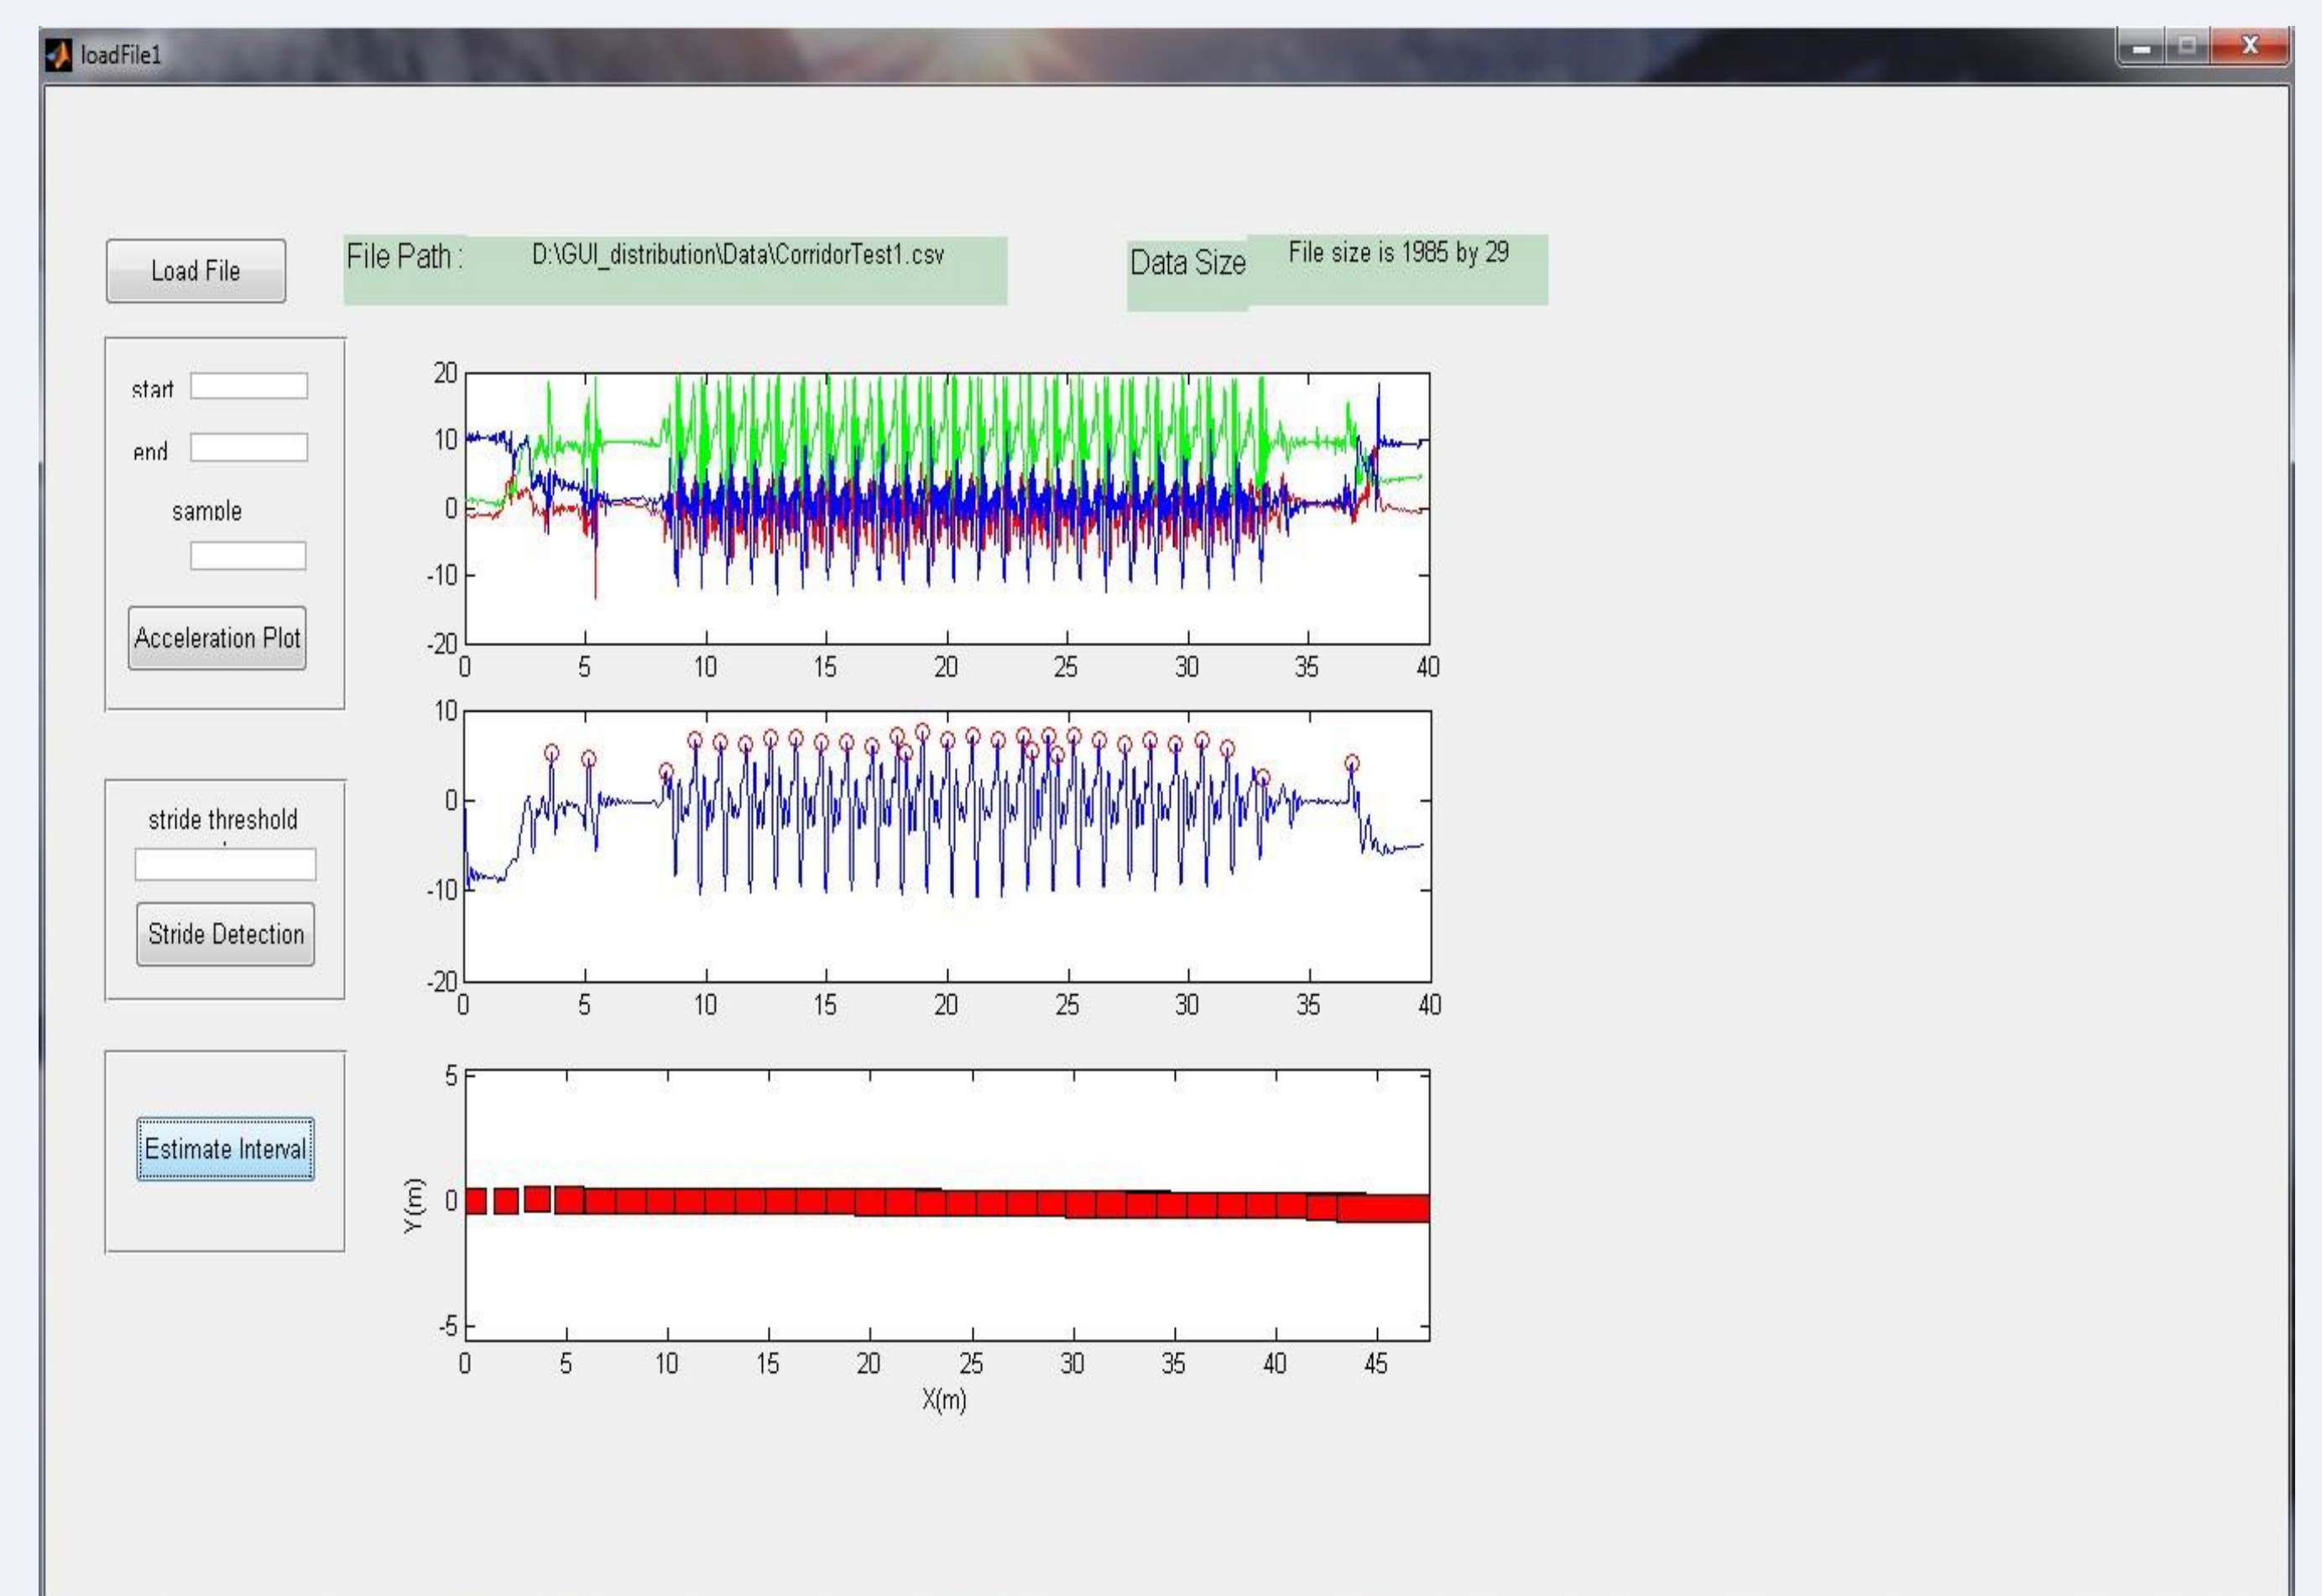 loadFile1
Load File
File Path :
D:\GUI_distribution\Data\CorridorTest1.csv
Data Size
File size is 1985 by 29
start
end
sample
Acceleration Plot
20
10
0
-10
-20
0 5 10 15 20 25 30 35 40
stride threshold
Stride Detection
10
0
-10
-20
0 5 10 15 20 25 30 35 40
Estimate Interval
Y(m)
5
0
-5
0 5 10 15 20 25 30 35 40 45
X(m)